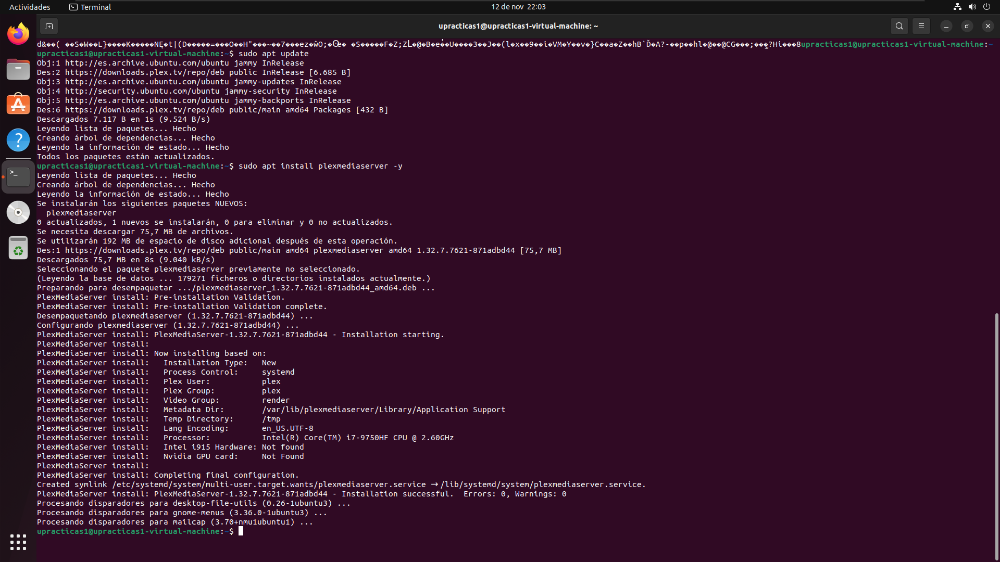 Actividades
Terminal
12 de nov 22:03
upracticas1@upracticas1-virtual-machine: ~
upracticas1@upracticas1-virtual-machine:~
upracticas1@upracticas1-virtual-machine:~$ sudo apt update
Obj:1 http://es.archive.ubuntu.com/ubuntu jammy InRelease
Des:2 https://downloads.plex.tv/repo/deb public InRelease [6.685 B]
Obj:3 http://es.archive.ubuntu.com/ubuntu jammy-updates InRelease
Obj:4 http://security.ubuntu.com/ubuntu jammy-security InRelease
Obj:5 http://es.archive.ubuntu.com/ubuntu jammy-backports InRelease
Des:6 https://downloads.plex.tv/repo/deb public/main amd64 Packages [432 B]
Descargados 7.117 B en 1s (9.524 B/s)
Leyendo lista de paquetes... Hecho
Creando árbol de dependencias... Hecho
Leyendo la información de estado... Hecho
Todos los paquetes están actualizados.
upracticas1@upracticas1-virtual-machine:~$ sudo apt install plexmediaserver -y
Leyendo lista de paquetes... Hecho
Creando árbol de dependencias... Hecho
Leyendo la información de estado... Hecho
Se instalarán los siguientes paquetes NUEVOS:
  plexmediaserver
0 actualizados, 1 nuevos se instalarán, 0 para eliminar y 0 no actualizados.
Se necesita descargar 75,7 MB de archivos.
Se utilizarán 192 MB de espacio de disco adicional después de esta operación.
Des:1 https://downloads.plex.tv/repo/deb public/main amd64 plexmediaserver amd64 1.32.7.7621-871adbd44 [75,7 MB]
Descargados 75,7 MB en 8s (9.040 kB/s)
Seleccionando el paquete plexmediaserver previamente no seleccionado.
(Leyendo la base de datos ... 179271 ficheros o directorios instalados actualmente.)
Preparando para desempaquetar .../plexmediaserver_1.32.7.7621-871adbd44_amd64.deb ...
PlexMediaServer install: Pre-installation Validation.
PlexMediaServer install: Pre-installation Validation complete.
Desempaquetando plexmediaserver (1.32.7.7621-871adbd44) ...
Configurando plexmediaserver (1.32.7.7621-871adbd44) ...
PlexMediaServer install: PlexMediaServer-1.32.7.7621-871adbd44 - Installation starting.
PlexMediaServer install:
PlexMediaServer install: Now installing based on:
PlexMediaServer install:   Installation Type:   New
PlexMediaServer install:   Process Control:     systemd
PlexMediaServer install:   Plex User:           plex
PlexMediaServer install:   Plex Group:          plex
PlexMediaServer install:   Video Group:         render
PlexMediaServer install:   Metadata Dir:        /var/lib/plexmediaserver/Library/Application Support
PlexMediaServer install:   Temp Directory:      /tmp
PlexMediaServer install:   Lang Encoding:       en_US.UTF-8
PlexMediaServer install:   Processor:           Intel(R) Core(TM) i7-9750HF CPU @ 2.60GHz
PlexMediaServer install:   Intel i915 Hardware: Not found
PlexMediaServer install:   Nvidia GPU card:     Not Found
PlexMediaServer install:
PlexMediaServer install: Completing final configuration.
Created symlink /etc/systemd/system/multi-user.target.wants/plexmediaserver.service → /lib/systemd/system/plexmediaserver.service.
PlexMediaServer install: PlexMediaServer-1.32.7.7621-871adbd44 - Installation successful.  Errors: 0, Warnings: 0
Procesando disparadores para desktop-file-utils (0.26-1ubuntu3) ...
Procesando disparadores para gnome-menus (3.36.0-1ubuntu3) ...
Procesando disparadores para mailcap (3.70+nmu1ubuntu1) ...
upracticas1@upracticas1-virtual-machine:~$